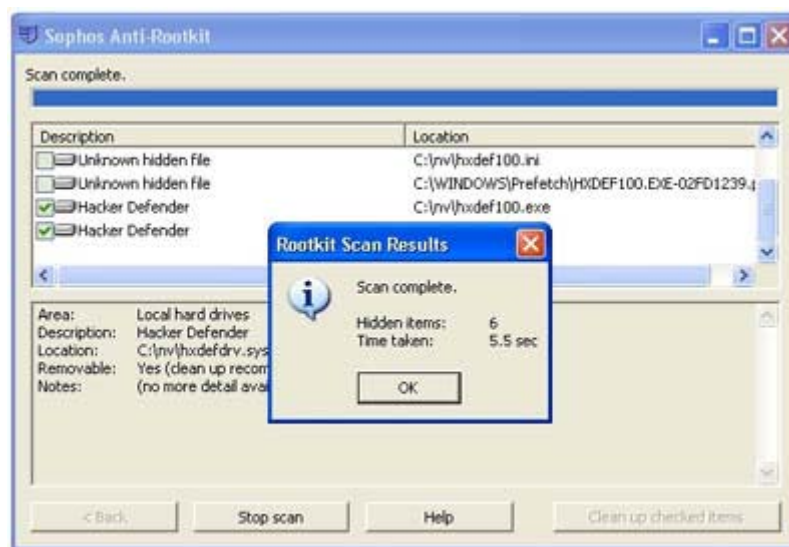 Sophos Anti-Rootkit
Scan complete.
Description Location
Unknown hidden file C:\nv\hxdef100.ini
Unknown hidden file C:\WINDOWS\Prefetch\HXDEF100.EXE-02FD1239.
Hacker Defender C:\nv\hxdef100.exe
Hacker Defender
Rootkit Scan Results
Scan complete.
Hidden items: 6
Time taken: 5.5 sec
OK
Area: Local hard drives
Description: Hacker Defender
Location: C:\nv\hxdefdrv.sys
Removable: Yes (clean up recom
Notes: (no more detail avai
< Back Stop scan Help Clean up checked items